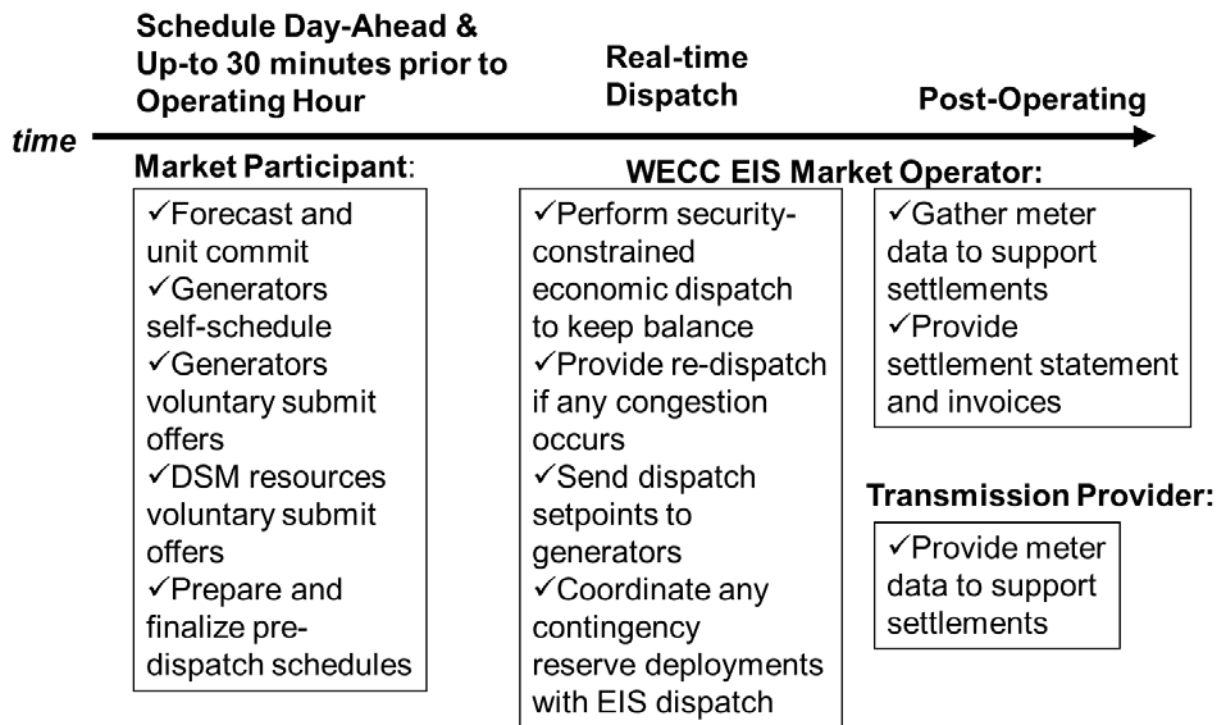 Schedule Day-Ahead &
Up-to 30 minutes prior to
Operating Hour
Real-time
Dispatch
Post-Operating
time
Market Participant:
✓Forecast and
unit commit
✓Generators
self-schedule
✓Generators
voluntary submit
offers
✓DSM resources
voluntary submit
offers
✓Prepare and
finalize pre-
dispatch schedules
WECC EIS Market Operator:
✓Perform security-
constrained
economic dispatch
to keep balance
✓Provide re-dispatch
if any congestion
occurs
✓Send dispatch
setpoints to
generators
✓Coordinate any
contingency
reserve deployments
with EIS dispatch
✓Gather meter
data to support
settlements
✓Provide
settlement statement
and invoices
Transmission Provider:
✓Provide meter
data to support
settlements